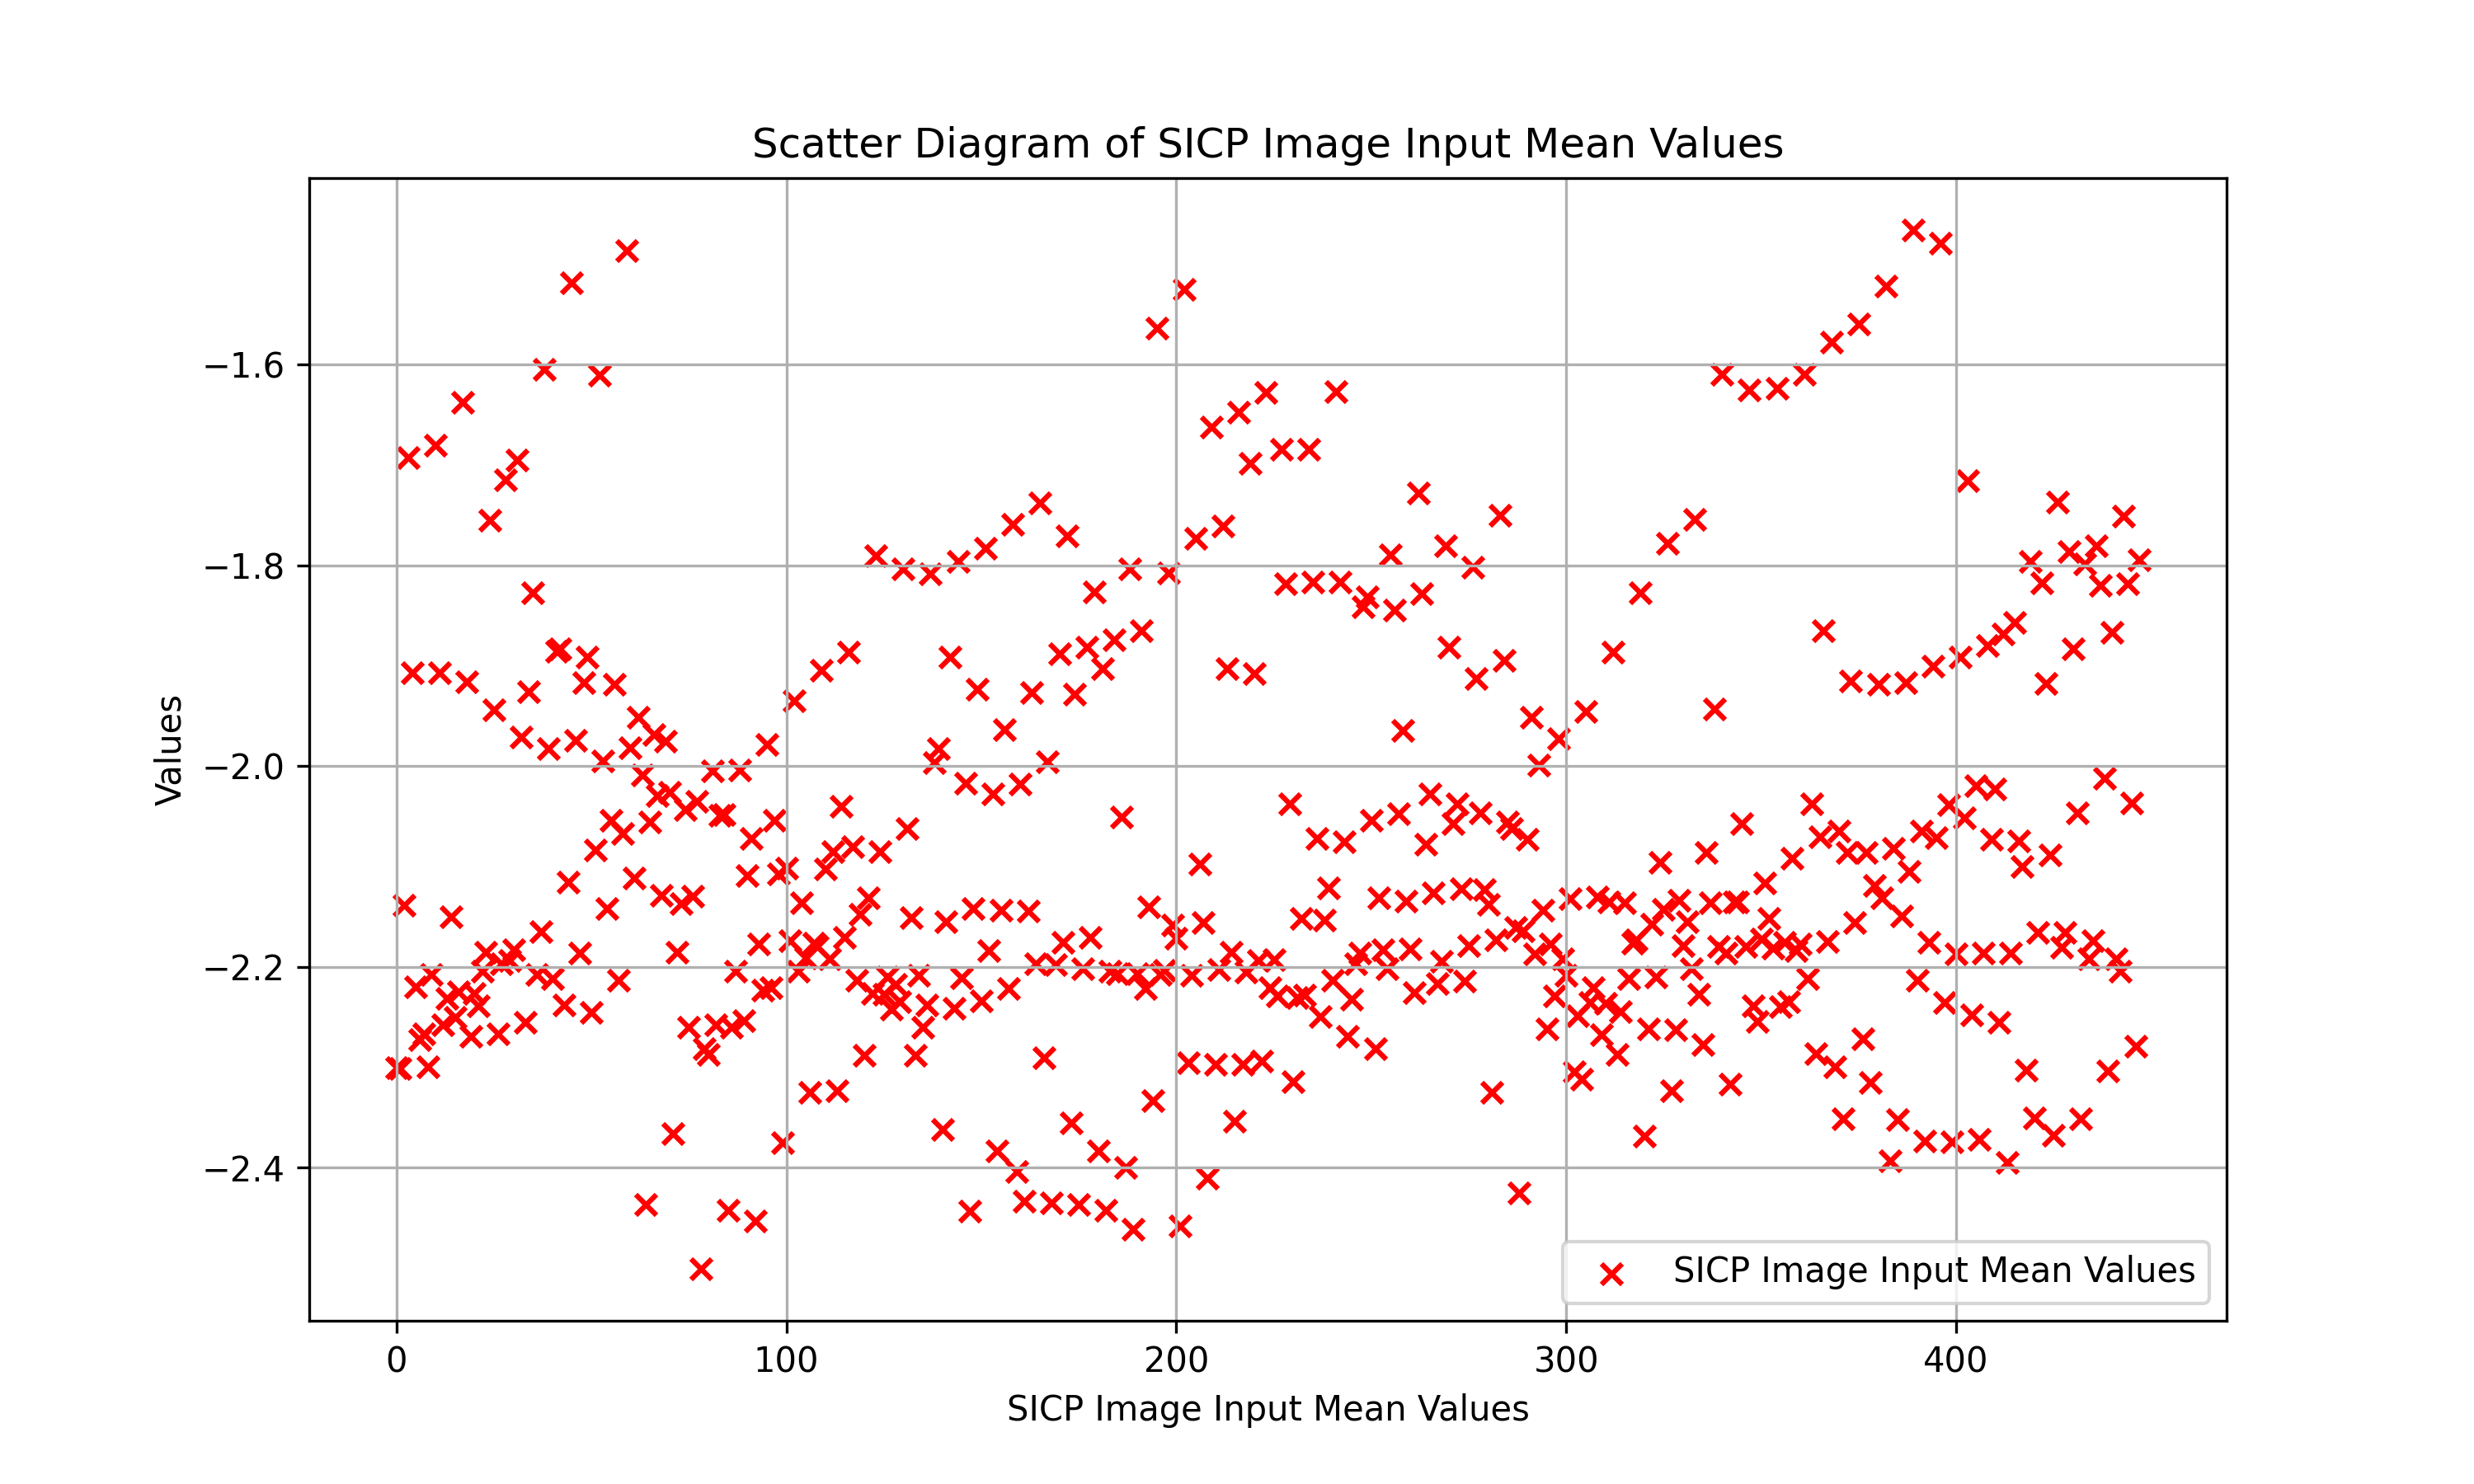 Scatter Diagram of SICP Image Input Mean Values
Values
−1.6
−1.8
−2.0
−2.2
−2.4
0 100 200 300 400
SICP Image Input Mean Values
SICP Image Input Mean Values